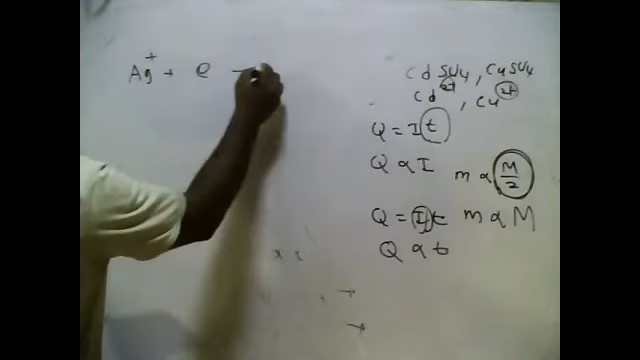 Ag⁺ + e →
CdSO4, CuSO4
Cd²⁺, Cu²⁺
Q = It
Q α I
m α M/2
Q = It
m α M
Q α t
x
→
→